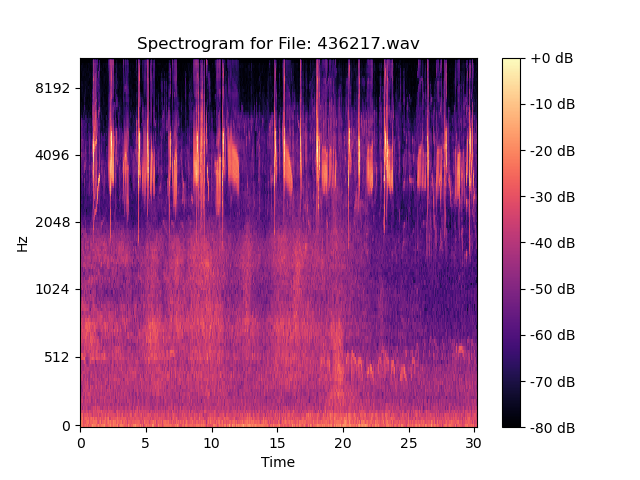 Spectrogram for File: 436217.wav
Hz
8192
4096
2048
1024
512
0
0 5 10 15 20 25 30
Time
+0 dB
-10 dB
-20 dB
-30 dB
-40 dB
-50 dB
-60 dB
-70 dB
-80 dB